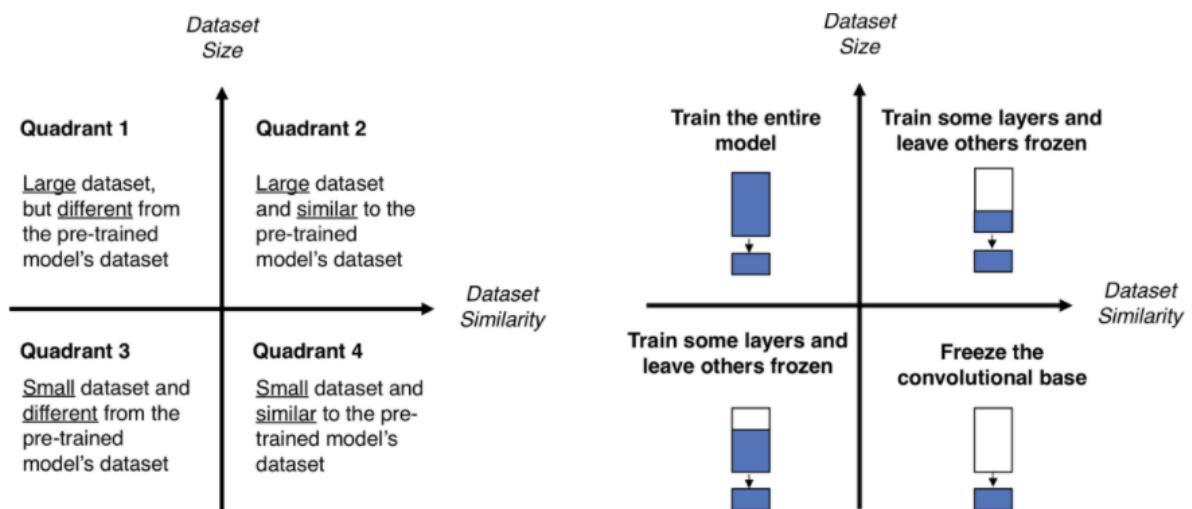 Dataset
Size
Quadrant 1
Large dataset,
but different from
the pre-trained
model's dataset
Quadrant 2
Large dataset
and similar to the
pre-trained
model's dataset
Dataset
Similarity
Quadrant 3
Small dataset and
different from the
pre-trained
model's dataset
Quadrant 4
Small dataset and
similar to the pre-
trained model's
dataset
Dataset
Size
Train the entire
model
Train some layers and
leave others frozen
Dataset
Similarity
Train some layers and
leave others frozen
Freeze the
convolutional base